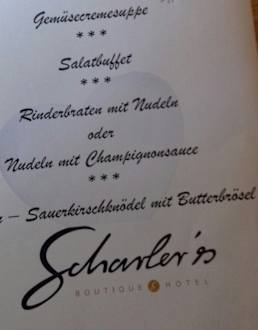 Gemüsecremesuppe
***
Salatbuffet
***
Rinderbraten mit Nudeln
oder
Nudeln mit Champignonsauce
***
– Sauerkirschknödel mit Butterbrösel
Scharler's
BOUTIQUE HOTEL